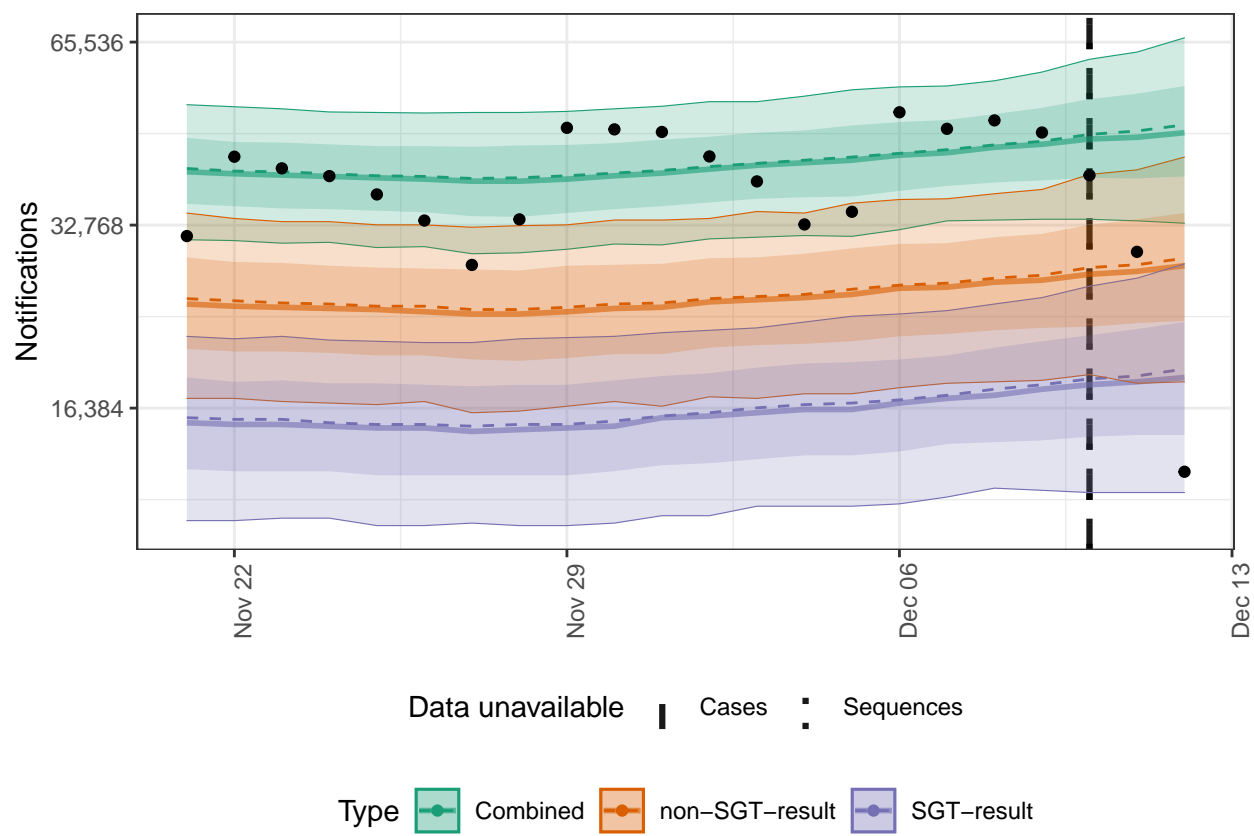 65,536
32,768
16,384
Notifications
Nov 22
Nov 29
Dec 06
Dec 13
Data unavailable Cases Sequences
Type Combined non−SGT−result SGT−result